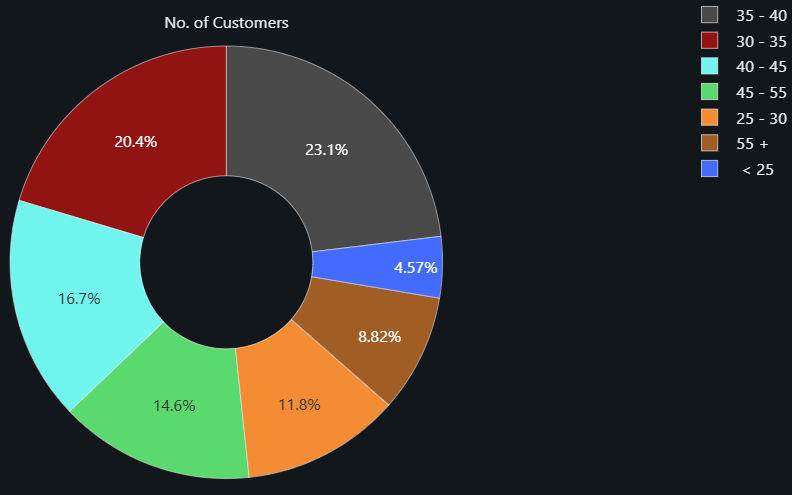 No. of Customers
35 - 40
30 - 35
40 - 45
45 - 55
25 - 30
55 +
< 25
20.4%
23.1%
4.57%
16.7%
8.82%
14.6%
11.8%